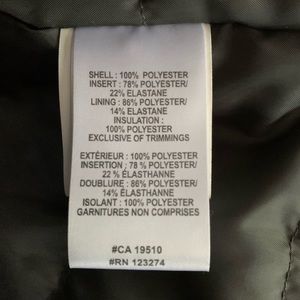 SHELL : 100% POLYESTER
INSERT : 78% POLYESTER/
22% ELASTANE
LINING : 86% POLYESTER/
14% ELASTANE
INSULATION :
100% POLYESTER
EXCLUSIVE OF TRIMMINGS
EXTÉRIEUR : 100% POLYESTER
INSERTION ; 78 % POLYESTER/
22 % ÉLASTHANNE
DOUBLURE : 86% POLYESTER/
14% ÉLASTHANNE
ISOLANT : 100% POLYESTER
GARNITURES NON COMPRISES
#CA 19510
#RN 123274